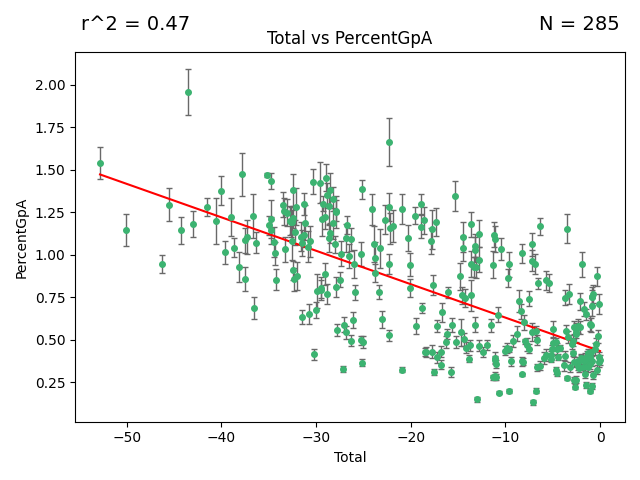 r^2 = 0.47
N = 285
Total vs PercentGpA
PercentGpA
2.00
1.75
1.50
1.25
1.00
0.75
0.50
0.25
−50
−40
−30
−20
−10
0
Total